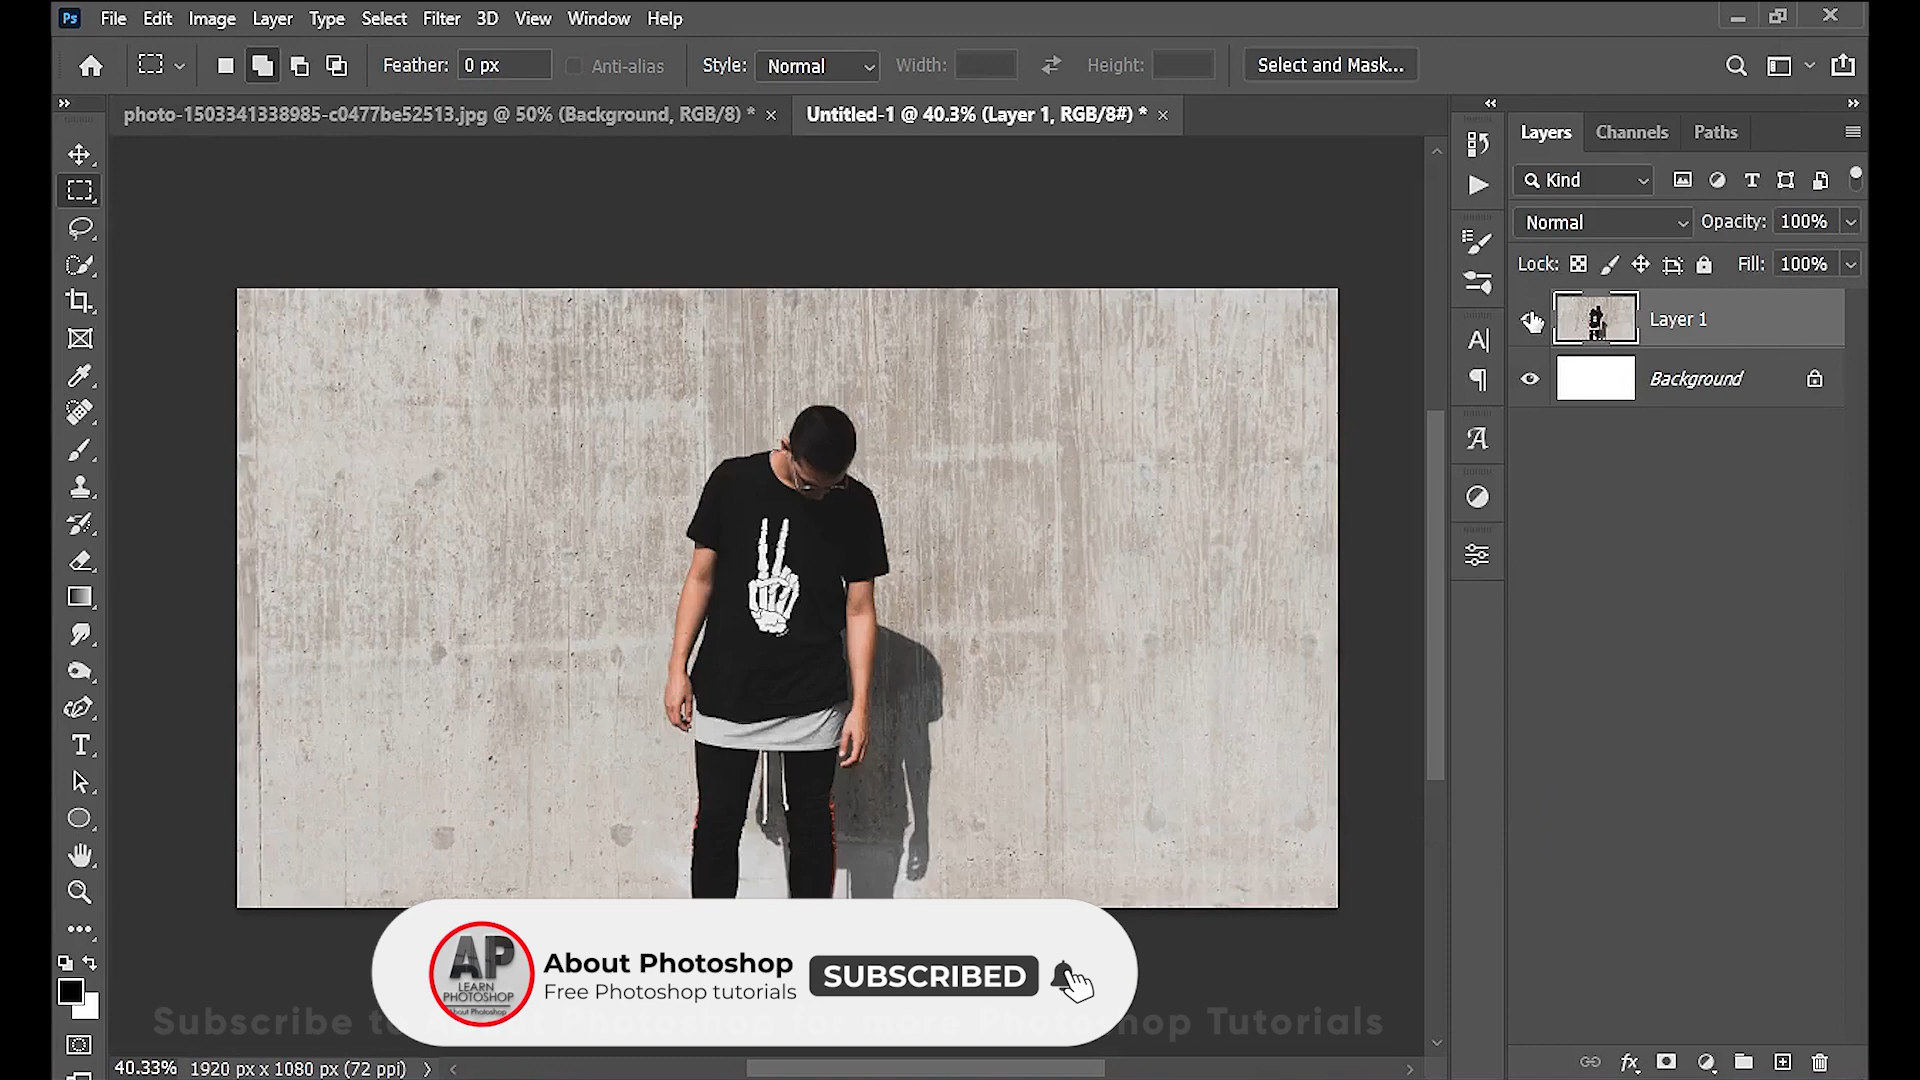 Ps File Edit Image Layer Type Select Filter 3D View Window Help
Feather: 0 px Anti-alias Style: Normal Width: Height: Select and Mask...
photo-1503341338985-c0477be52513.jpg @ 50% (Background, RGB/8) * × Untitled-1 @ 40.3% (Layer 1, RGB/8#) * ×
Layers Channels Paths
Kind
Normal Opacity: 100%
Lock: Fill: 100%
Layer 1
Background
AP
LEARN
PHOTOSHOP
About Photoshop
About Photoshop
Free Photoshop tutorials
SUBSCRIBED
Subscribe t Tutorials
40.33% 1920 px x 1080 px (72 ppi)